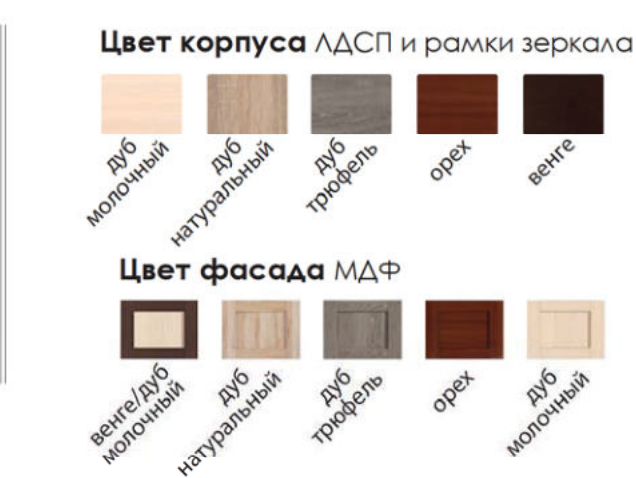 Цвет корпуса ЛДСП и рамки зеркала
дуб
молочный
дуб
натуральный
дуб
трюфель
орех
венге
Цвет фасада МДФ
венге/дуб
молочный
дуб
натуральный
дуб
трюфель
орех
дуб
молочный